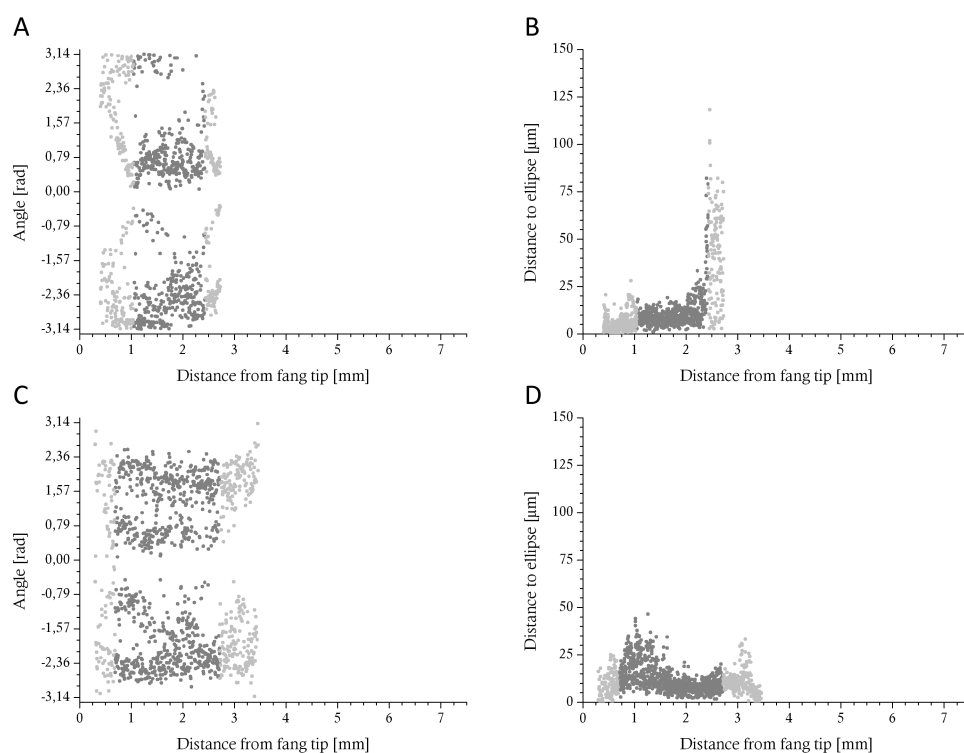 A
3,14
2,36
1,57
0,79
0,00
-0,79
-1,57
-2,36
-3,14
Angle [rad]
0 1 2 3 4 5 6 7
Distance from fang tip [mm]
B
150
125
100
75
50
25
0
Distance to ellipse [µm]
0 1 2 3 4 5 6 7
Distance from fang tip [mm]
C
3,14
2,36
1,57
0,79
0,00
-0,79
-1,57
-2,36
-3,14
Angle [rad]
0 1 2 3 4 5 6 7
Distance from fang tip [mm]
D
150
125
100
75
50
25
0
Distance to ellipse [µm]
0 1 2 3 4 5 6 7
Distance from fang tip [mm]